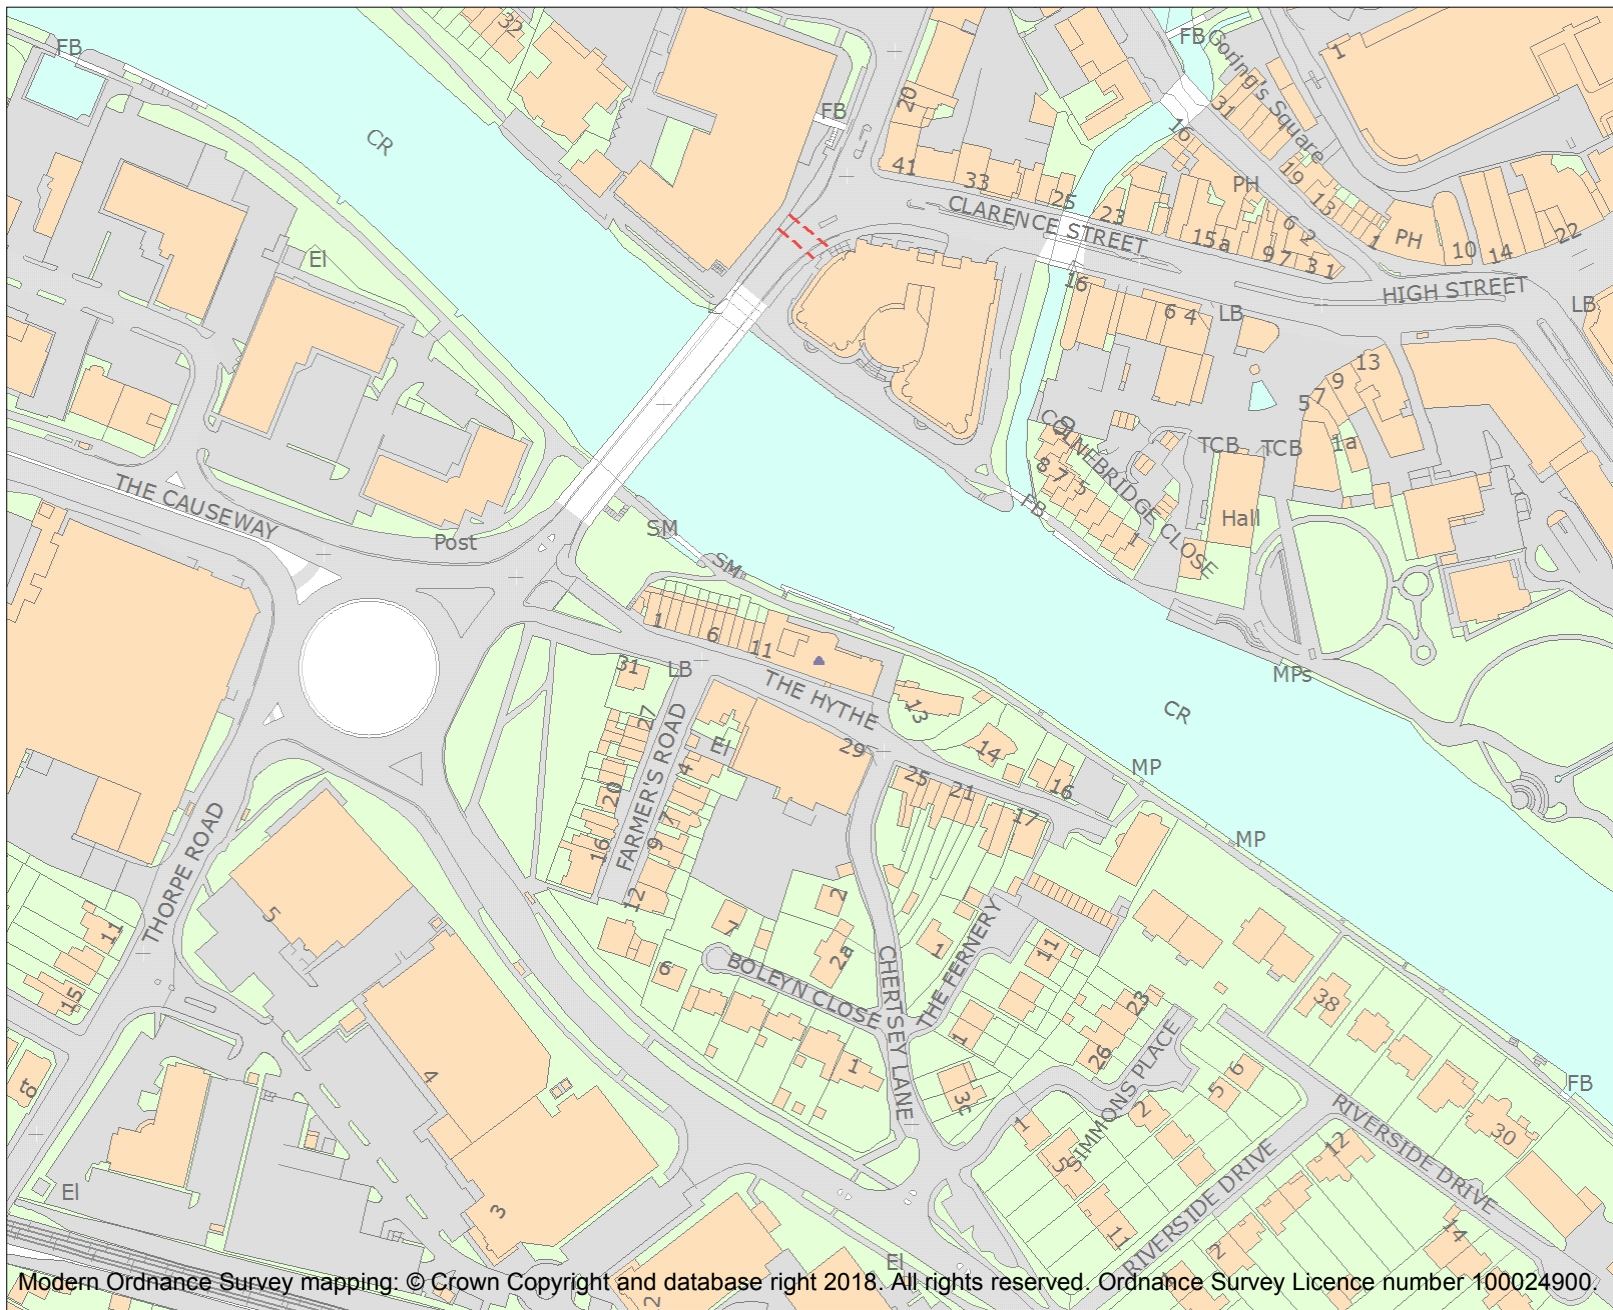 32
FB
FB
Goring's Square
1
FB
20
31
CR
16
41
33
25
23
PH
19
13
CLARENCE STREET
15a
6
2
1
PH
10
14
22
9
7
3
1
El
16
6
4
LB
HIGH STREET
LB
13
9
7
5
1a
COLNEBRIDGE CLOSE
TCB
TCB
8
7
5
1
FB
Hall
THE CAUSEWAY
Post
SM
SM
1
6
11
31
LB
THE HYTHE
MPs
13
CR
27
El
29
14
MP
FARMER'S ROAD
4
25
21
16
20
7
17
MP
THORPE ROAD
16
9
5
12
2
11
7
2a
1
11
6
BOLEYN CLOSE
CHERTSEY LANE
THE FERNERY
15
38
23
1
26
SIMMONS PLACE
4
1
3c
6
5
to
FB
2
1
RIVERSIDE DRIVE
30
12
5
El
3
11
RIVERSIDE DRIVE
2
14
El
2
Modern Ordnance Survey mapping: © Crown Copyright and database right 2018. All rights reserved. Ordnance Survey Licence number 100024900.